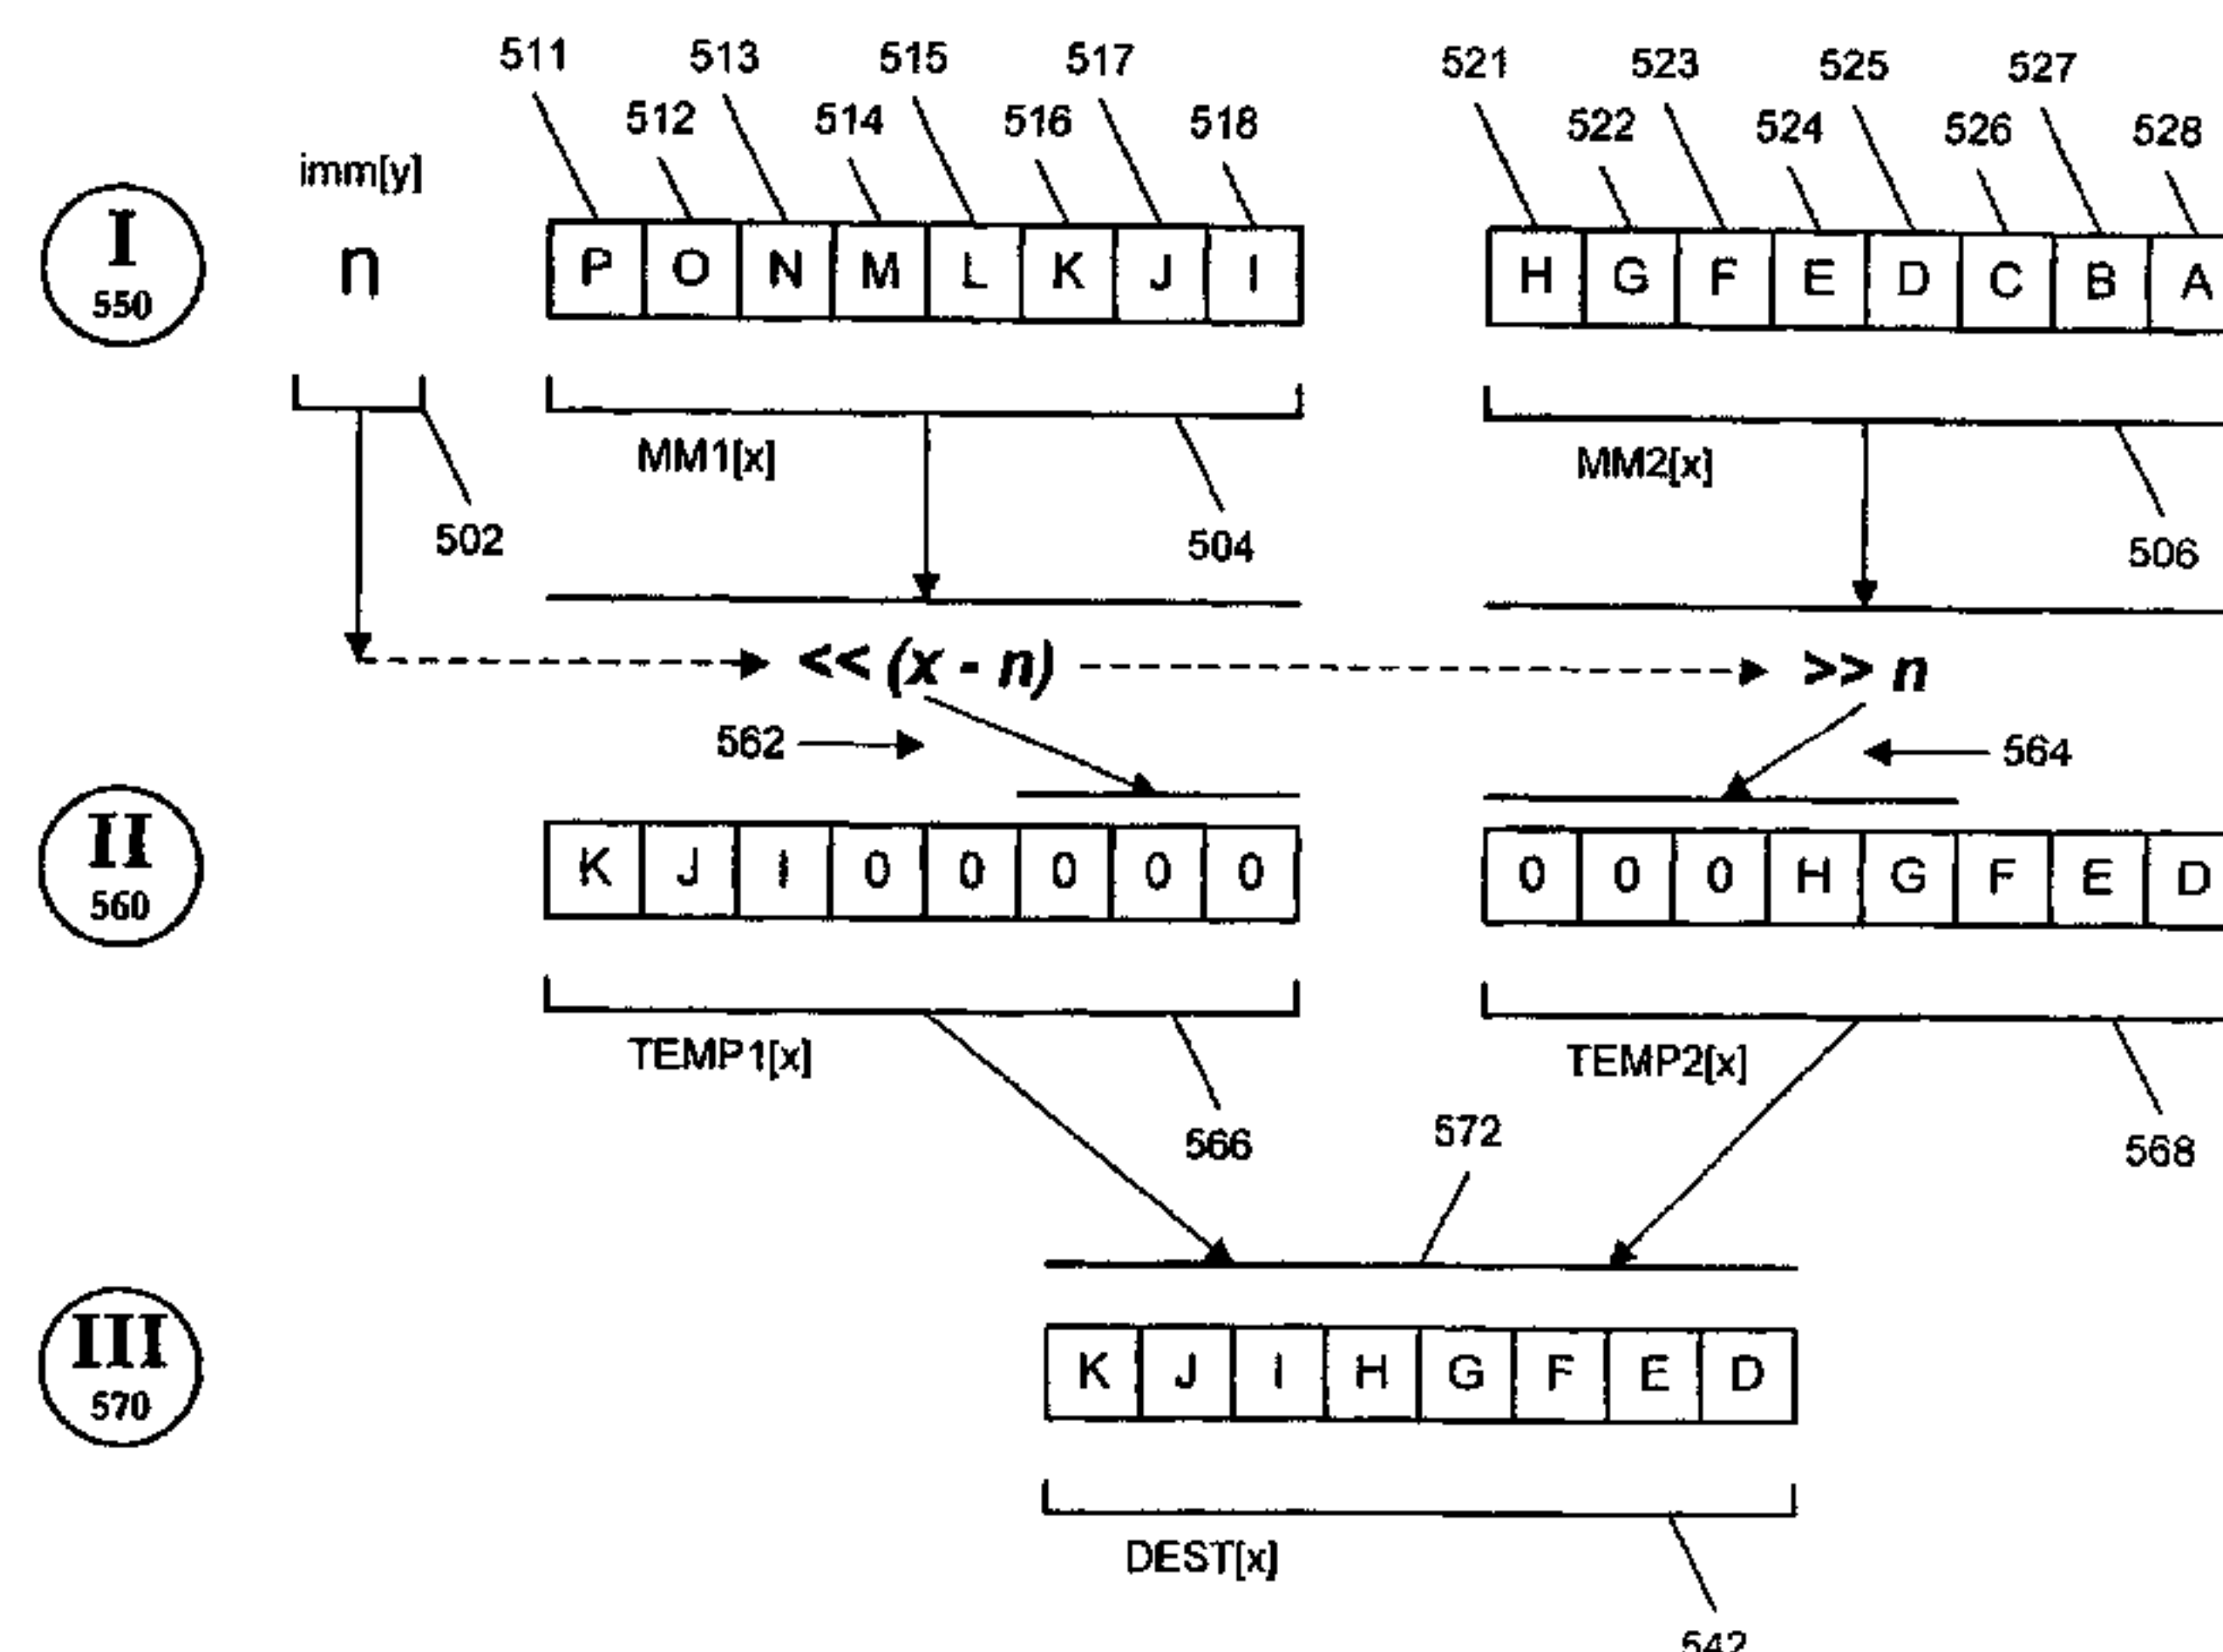 511 513 515 517 521 523 525 527
512 514 516 518 522 524 526 528
imm[y]
I
550
n
P O N M L K J I
H G F E D C B A
MM1[x]
MM2[x]
502
504
506
<< (x - n)
>> n
562
564
II
560
K J I 0 0 0 0 0
0 0 0 H G F E D
TEMP1[x]
TEMP2[x]
566
572
568
III
570
K J I H G F E D
DEST[x]
542